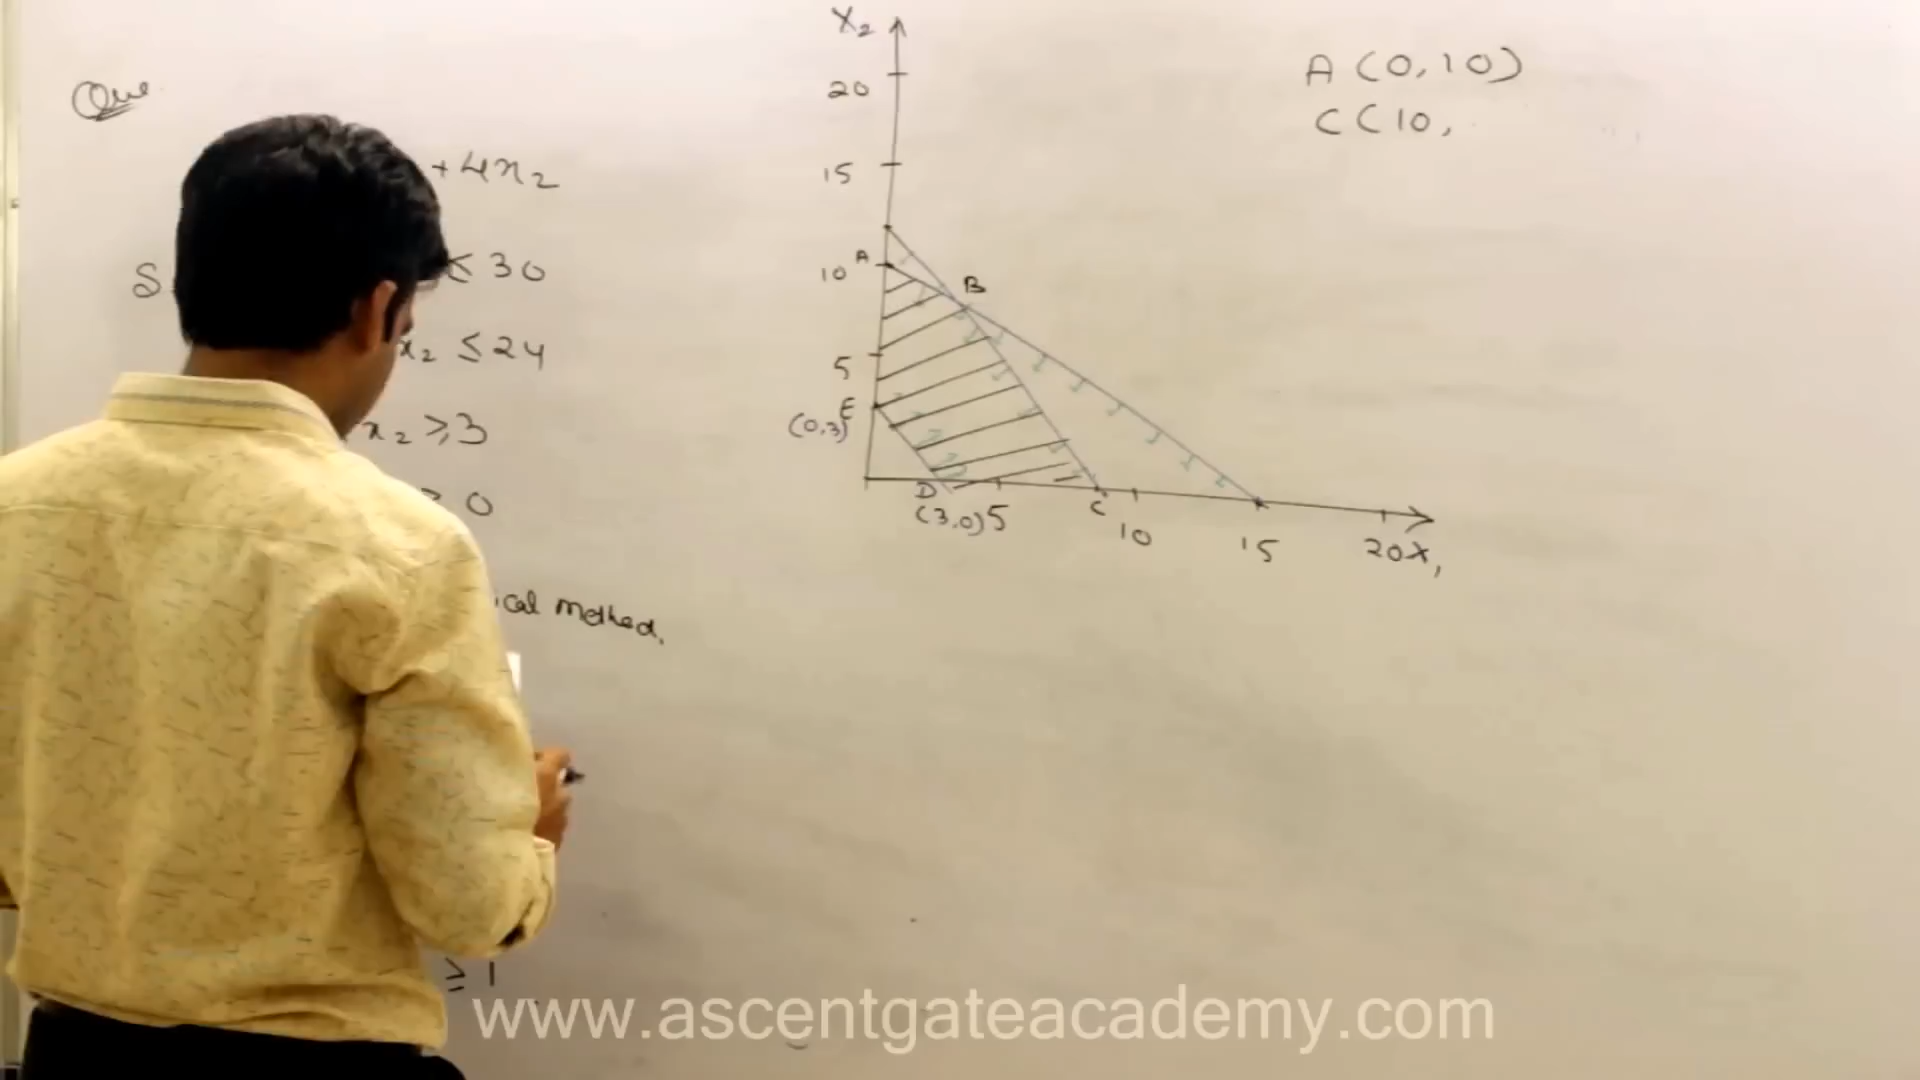 Que
+ 4x2
S
≤ 30
x2 ≤ 24
x2 ≥ 3
≥ 0
ical method.
≥ 1
X2
20
15
10
A
B
5
E
(0,3)
D
(3,0)
5
C
10
15
20
X1
A (0,10)
C (10,
www.ascentgateacademy.com